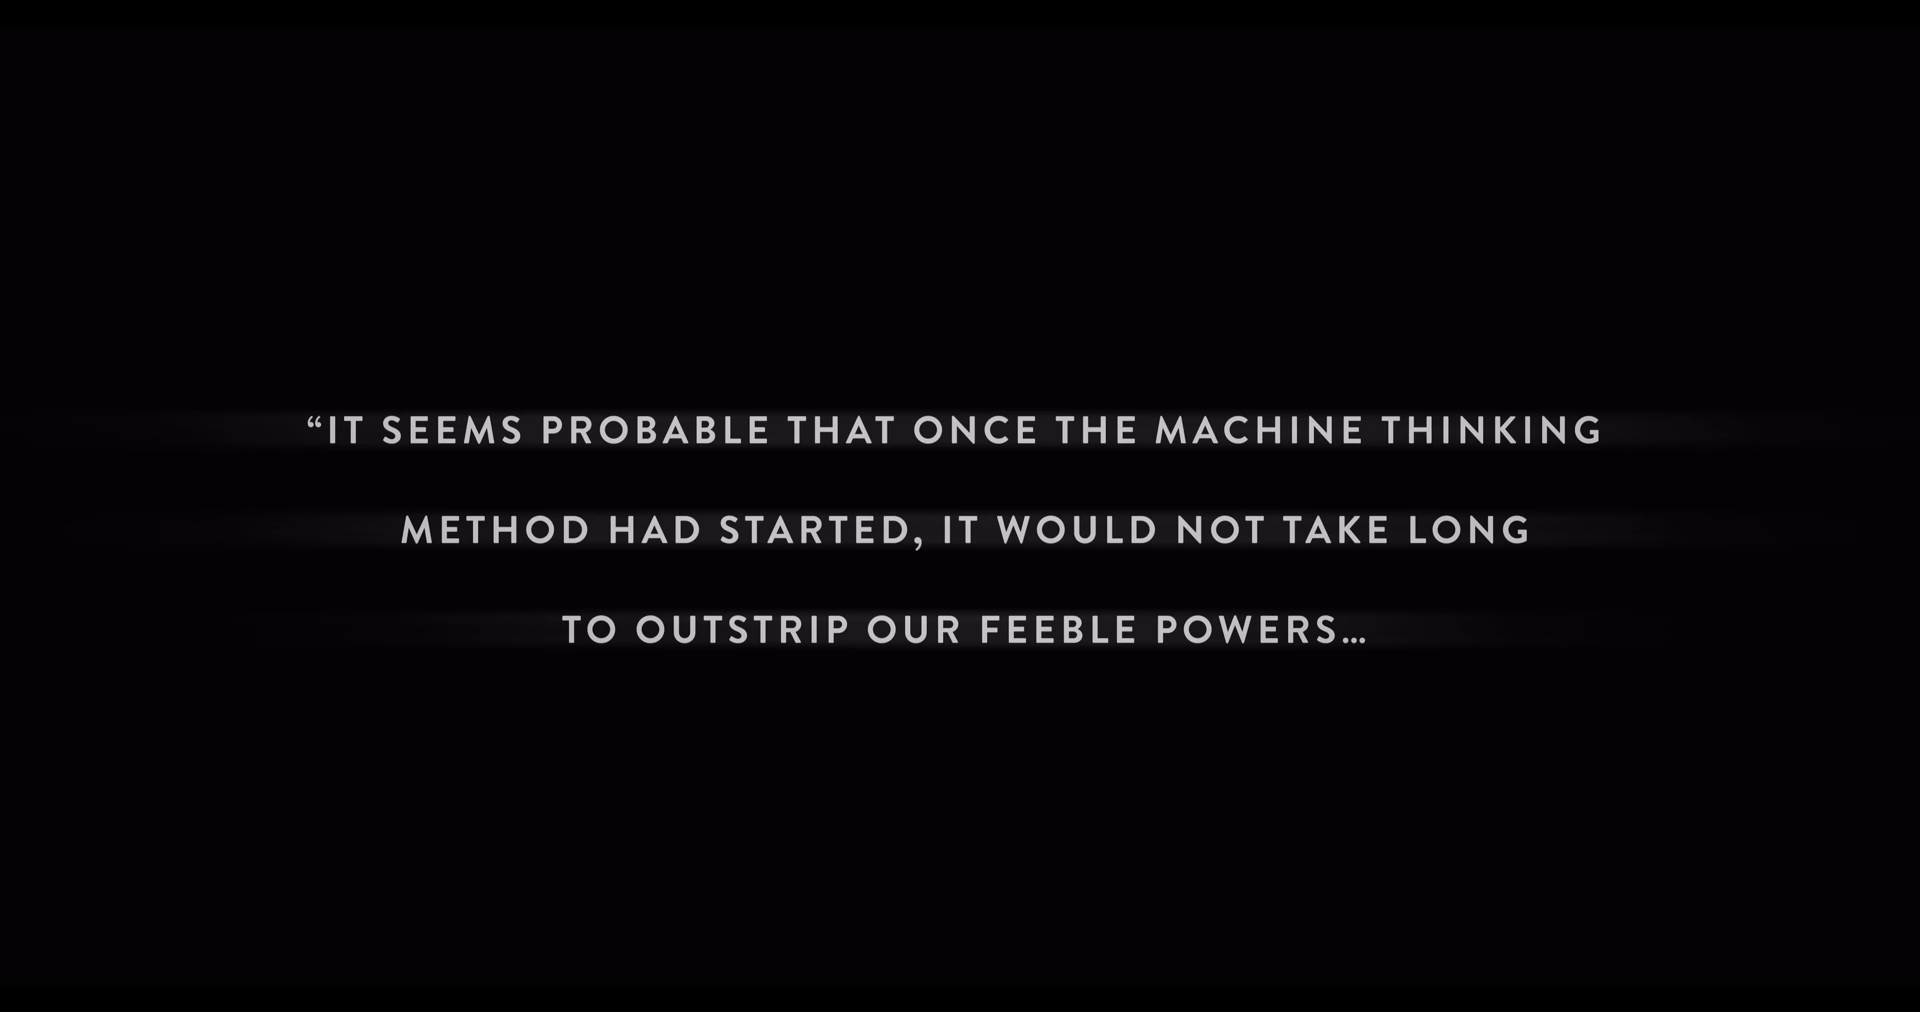 “IT SEEMS PROBABLE THAT ONCE THE MACHINE THINKING
METHOD HAD STARTED, IT WOULD NOT TAKE LONG
TO OUTSTRIP OUR FEEBLE POWERS…